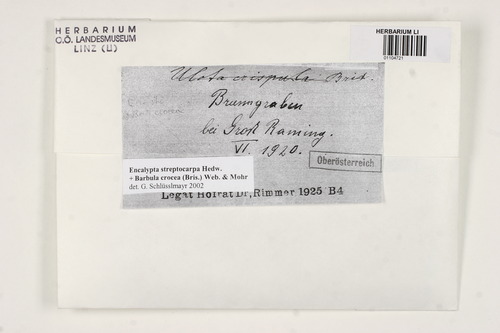 HERBARIUM
O.Ö. LANDESMUSEUM
LINZ (LI)
HERBARIUM LI
01104721
Ulota crispula Brid.
Brunngraben
bei Groß Raming.
VI. 1920.
Oberösterreich
Encalypta streptocarpa Hedw.
+ Barbula crocea (Bris.) Web. & Mohr
det. G. Schlüsslmayr 2002
Legat Hofrat Dr, Rimmer 1925 B4